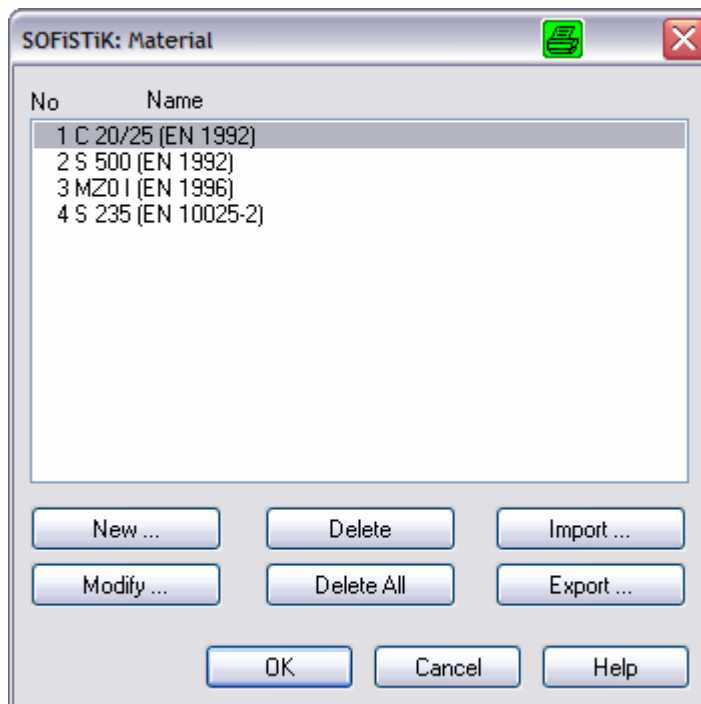 SOFiSTiK: Material
No Name
1 C 20/25 (EN 1992)
2 S 500 (EN 1992)
3 MZ0 I (EN 1996)
4 S 235 (EN 10025-2)
New ... Delete Import ...
Modify ... Delete All Export ...
OK Cancel Help